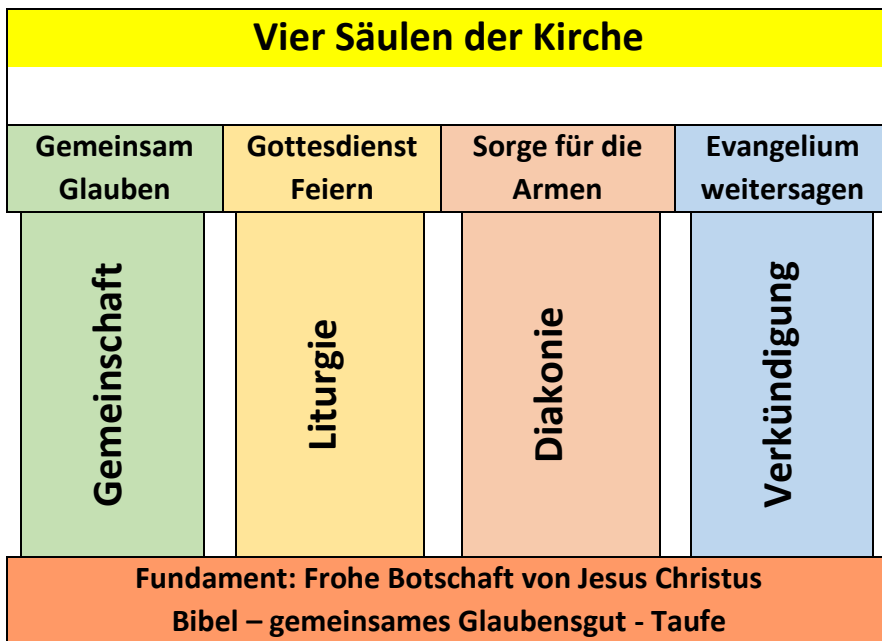 Vier Säulen der Kirche
Gemeinsam
Glauben
Gottesdienst
Feiern
Sorge für die
Armen
Evangelium
weitersagen
Gemeinschaft
Liturgie
Diakonie
Verkündigung
Fundament: Frohe Botschaft von Jesus Christus
Bibel – gemeinsames Glaubensgut - Taufe